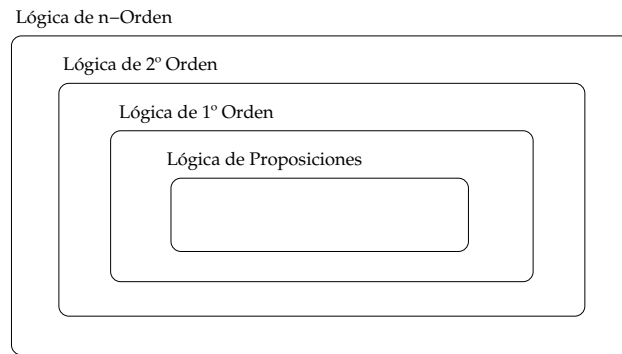 Lógica de n−Orden
Lógica de 2º Orden
Lógica de 1º Orden
Lógica de Proposiciones